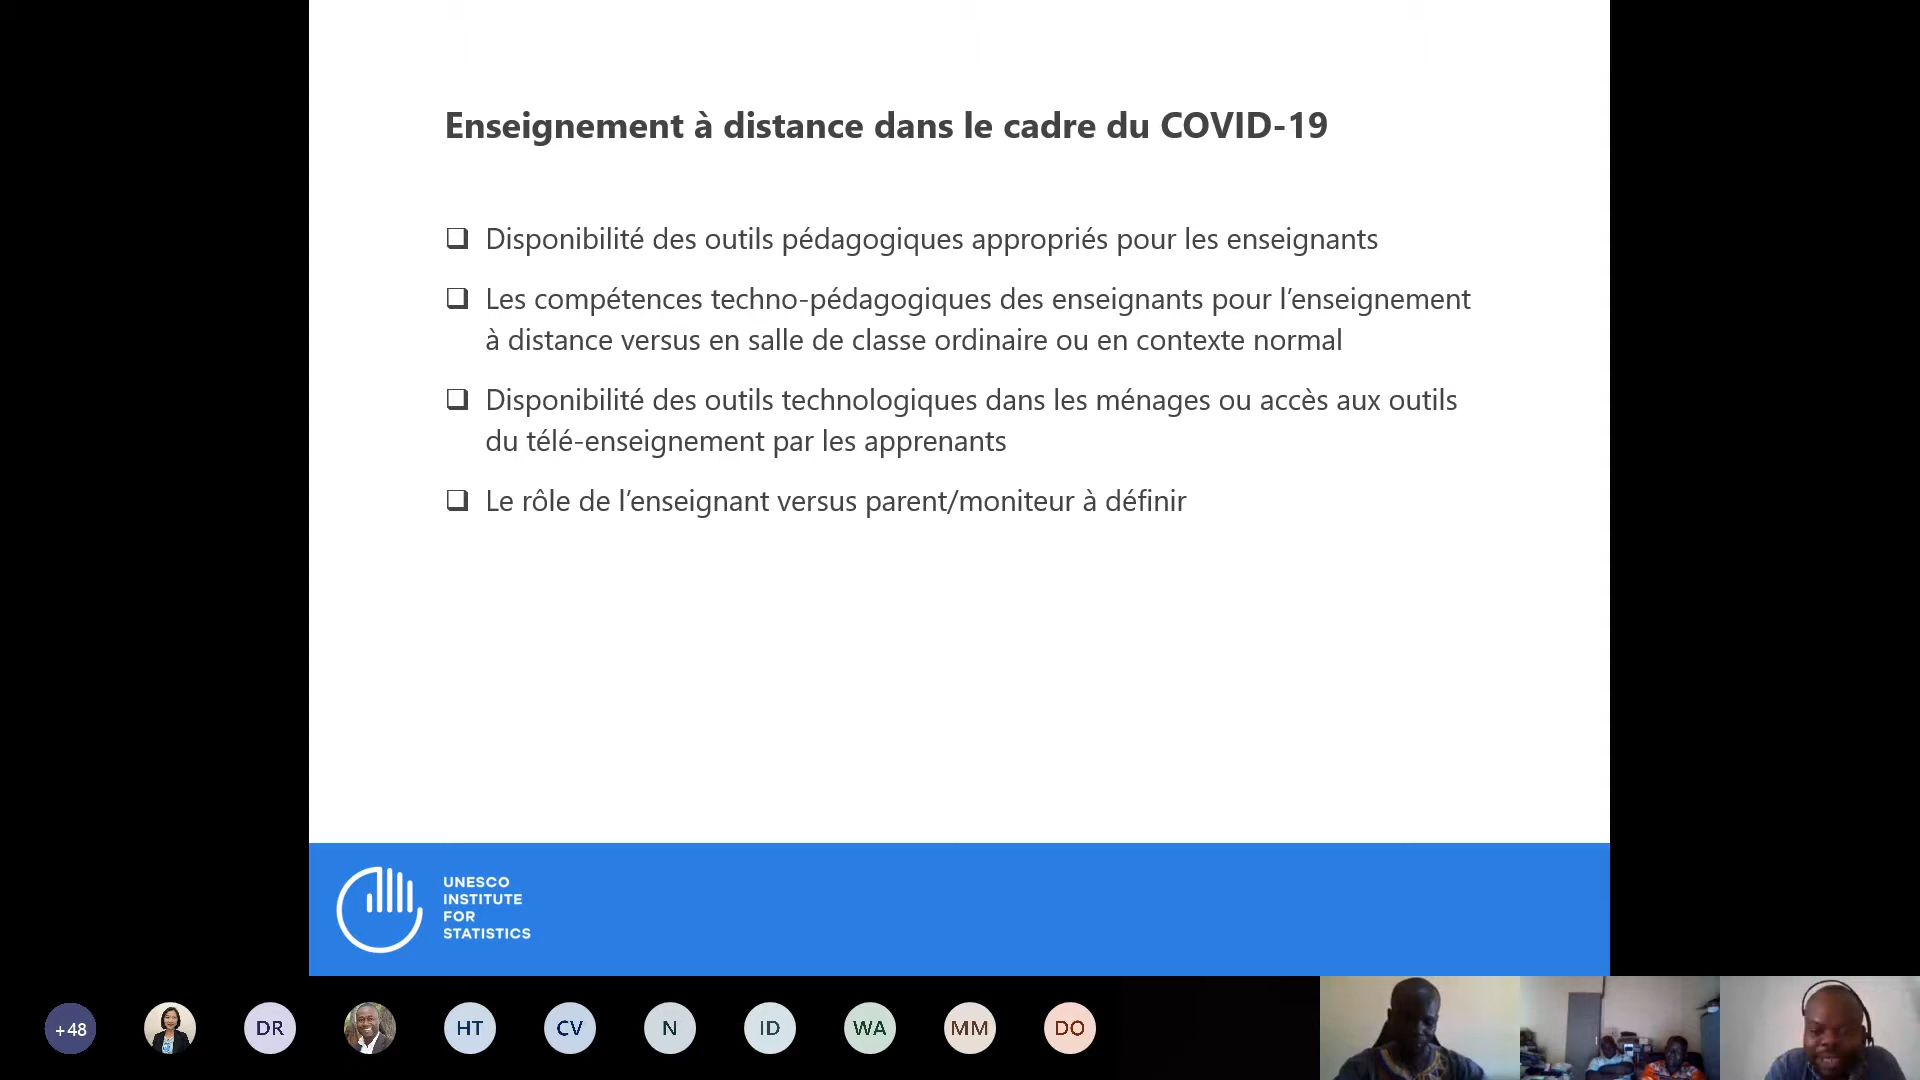 Enseignement à distance dans le cadre du COVID-19
❑ Disponibilité des outils pédagogiques appropriés pour les enseignants
❑ Les compétences techno-pédagogiques des enseignants pour l’enseignement
à distance versus en salle de classe ordinaire ou en contexte normal
❑ Disponibilité des outils technologiques dans les ménages ou accès aux outils
du télé-enseignement par les apprenants
❑ Le rôle de l’enseignant versus parent/moniteur à définir
UNESCO
INSTITUTE
FOR
STATISTICS
+48 DR HT CV N ID WA MM DO